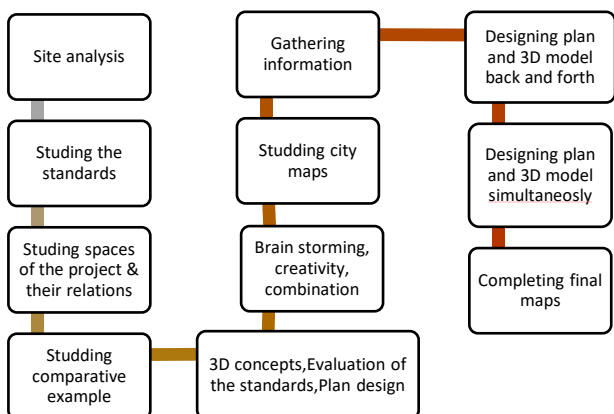 Site analysis
Studing the
standards
Studing spaces
of the project &
their relations
Studding
comparative
example
3D concepts,Evaluation of
the standards,Plan design
Brain storming,
creativity,
combination
Studding city
maps
Gathering
information
Designing plan
and 3D model
back and forth
Designing plan
and 3D model
simultaneosly
Completing final
maps